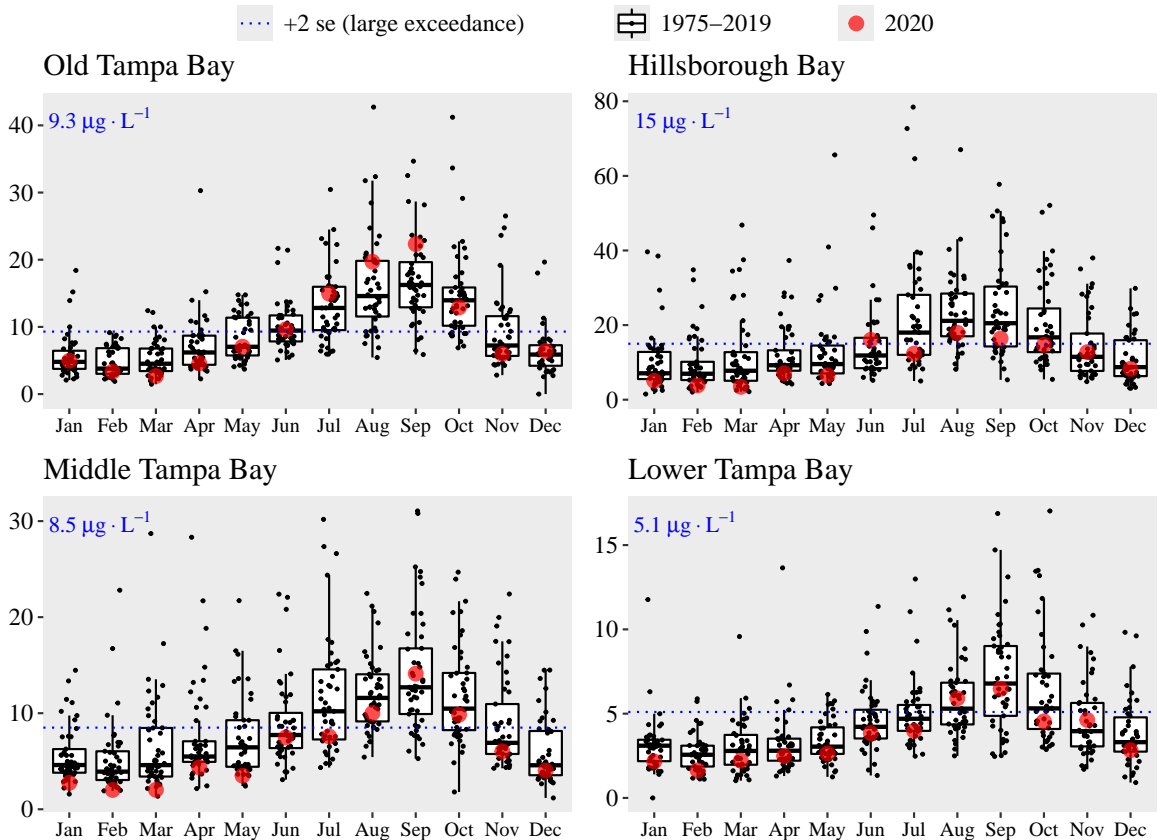 +2 se (large exceedance) 1975−2019 2020
Old Tampa Bay
9.3 μg · L−1
40
30
20
10
0
Jan Feb Mar Apr May Jun Jul Aug Sep Oct Nov Dec
Hillsborough Bay
15 μg · L−1
80
60
40
20
0
Jan Feb Mar Apr May Jun Jul Aug Sep Oct Nov Dec
Middle Tampa Bay
8.5 μg · L−1
30
20
10
0
Jan Feb Mar Apr May Jun Jul Aug Sep Oct Nov Dec
Lower Tampa Bay
5.1 μg · L−1
15
10
5
0
Jan Feb Mar Apr May Jun Jul Aug Sep Oct Nov Dec